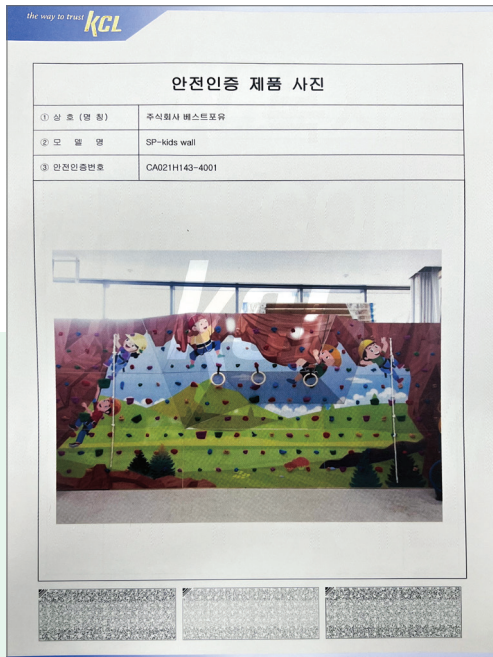 the way to trust KCL
안전인증 제품 사진
① 상 호 (명 칭) 주식회사 베스트포유
② 모 델 명 SP-kids wall
③ 안전인증번호 CA021H143-4001
KCL